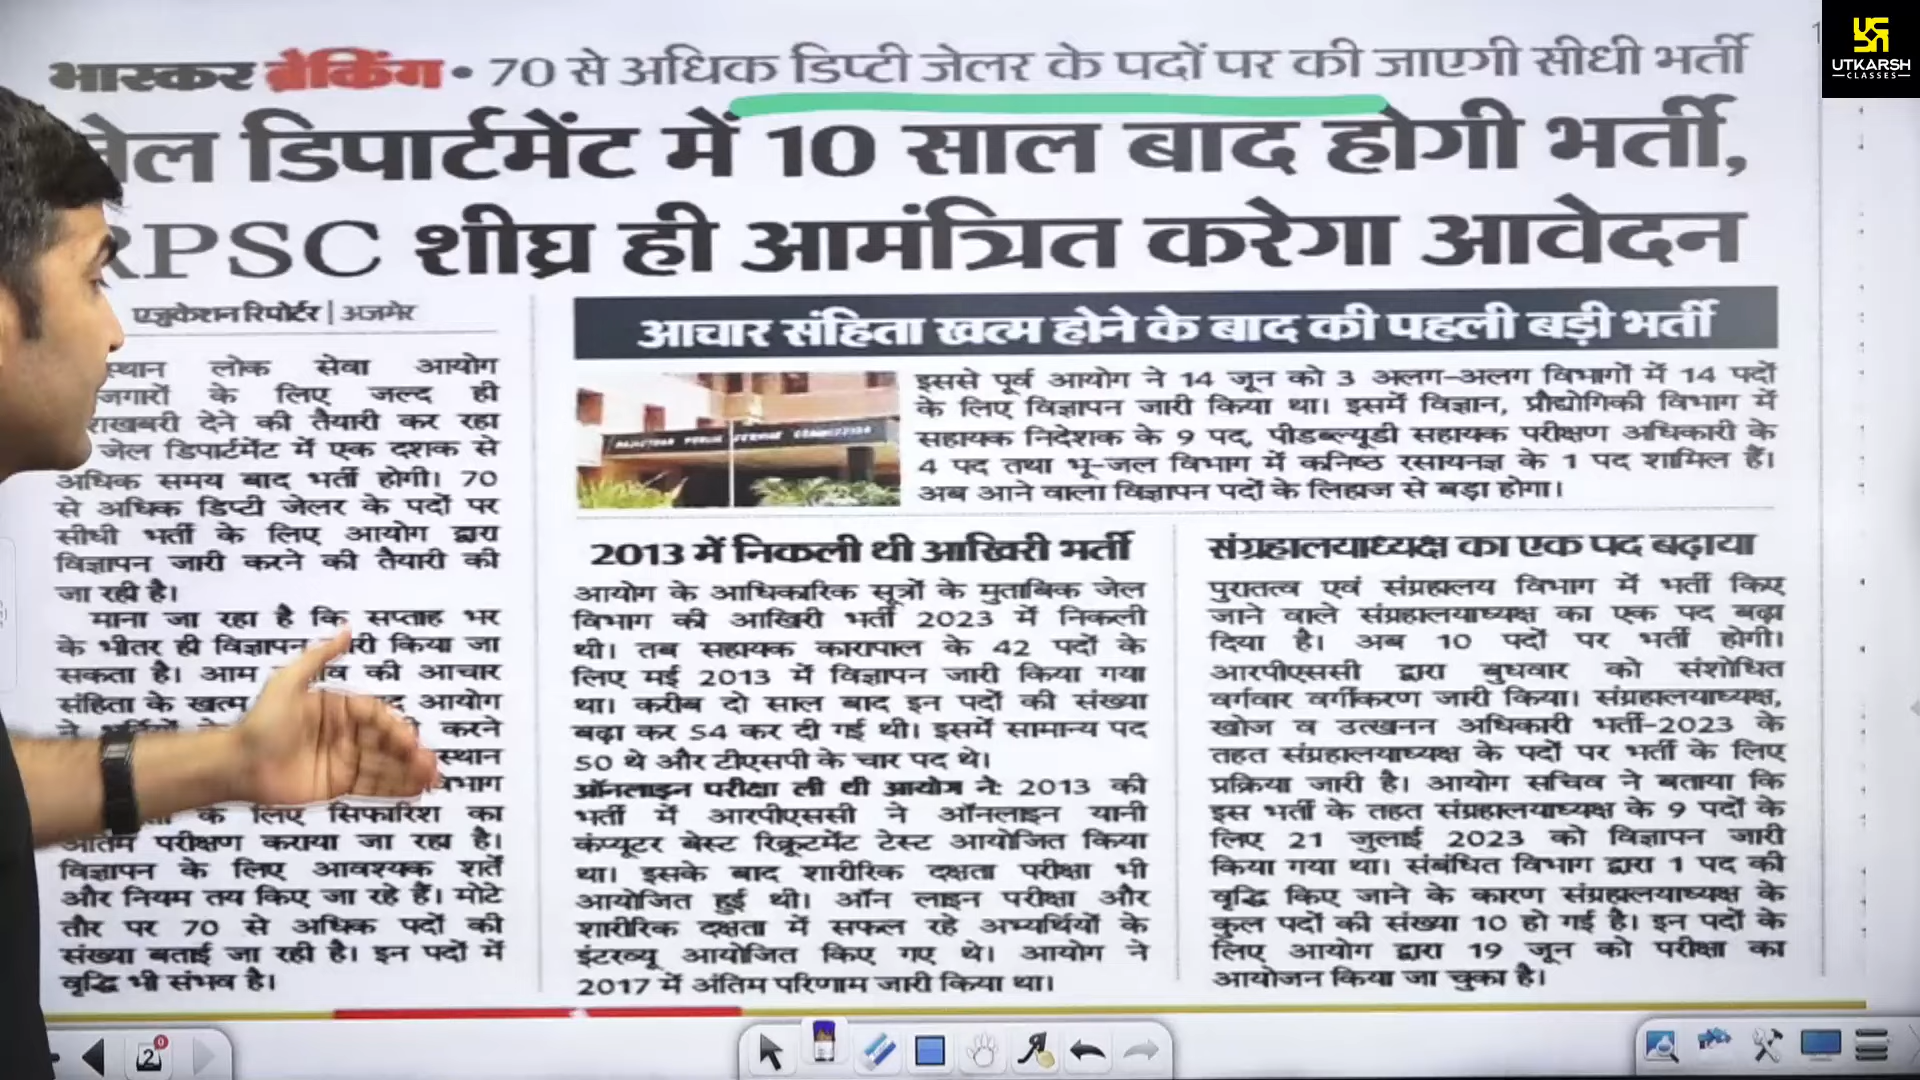 भास्कर ब्रेकिंग • 70 से अधिक डिप्टी जेलर के पदों पर की जाएगी सीधी भर्ती
UTKARSH
CLASSES
डिपार्टमेंट में 10 साल बाद होगी भर्ती,
RPSC शीघ्र ही आमंत्रित करेगा आवेदन
एजुकेशन रिपोर्टर | अजमेर
लोक सेवा आयोग
के लिए जल्द ही
देने की तैयारी कर रहा
जेल डिपार्टमेंट में एक दशक से
अधिक समय बाद भर्ती होगी। 70
से अधिक डिप्टी जेलर के पदों पर
सीधी भर्ती के लिए आयोग द्वारा
विज्ञापन जारी करने की तैयारी की
जा रही है।
माना जा रहा है कि सप्ताह भर
के भीतर ही विज्ञापन किया जा
सकता है। आम की आचार
संहिता के खत्म आयोग
ने करने
के लिए सिफारिश का
अंतिम परीक्षण कराया जा रहा है।
विज्ञापन के लिए आवश्यक शर्तें
और नियम तय किए जा रहे हैं। मोटे
तौर पर 70 से अधिक पदों की
संख्या बताई जा रही है। इन पदों में
वृद्धि भी संभव है।
आचार संहिता खत्म होने के बाद की पहली बड़ी भर्ती
RAJASTHAN PUBLIC SERVICE COMMISSION
इससे पूर्व आयोग ने 14 जून को 3 अलग-अलग विभागों में 14 पदों
के लिए विज्ञापन जारी किया था। इसमें विज्ञान, प्रौद्योगिकी विभाग में
सहायक निदेशक के 9 पद, पीडब्ल्यूडी सहायक परीक्षण अधिकारी के
4 पद तथा भू-जल विभाग में कनिष्ठ रसायनज्ञ के 1 पद शामिल हैं।
अब आने वाला विज्ञापन पदों के लिहाज से बड़ा होगा।
2013 में निकली थी आखिरी भर्ती
आयोग के आधिकारिक सूत्रों के मुताबिक जेल
विभाग की आखिरी भर्ती 2023 में निकली
थी। तब सहायक कारापाल के 42 पदों के
लिए मई 2013 में विज्ञापन जारी किया गया
था। करीब दो साल बाद इन पदों की संख्या
बढ़ा कर 54 कर दी गई थी। इसमें सामान्य पद
50 थे और टीएसपी के चार पद थे।
ऑनलाइन परीक्षा ली थी आयोग ने: 2013 की
भर्ती में आरपीएससी ने ऑनलाइन यानी
कंप्यूटर बेस्ट रिक्रूटमेंट टेस्ट आयोजित किया
था। इसके बाद शारीरिक दक्षता परीक्षा भी
आयोजित हुई थी। ऑन लाइन परीक्षा और
शारीरिक दक्षता में सफल रहे अभ्यर्थियों के
इंटरव्यू आयोजित किए गए थे। आयोग ने
2017 में अंतिम परिणाम जारी किया था।
संग्रहालयाध्यक्ष का एक पद बढ़ाया
पुरातत्व एवं संग्रहालय विभाग में भर्ती किए
जाने वाले संग्रहालयाध्यक्ष का एक पद बढ़ा
दिया है। अब 10 पदों पर भर्ती होगी।
आरपीएससी द्वारा बुधवार को संशोधित
वर्गवार वर्गीकरण जारी किया। संग्रहालयाध्यक्ष,
खोज व उत्खनन अधिकारी भर्ती-2023 के
तहत संग्रहालयाध्यक्ष के पदों पर भर्ती के लिए
प्रक्रिया जारी है। आयोग सचिव ने बताया कि
इस भर्ती के तहत संग्रहालयाध्यक्ष के 9 पदों के
लिए 21 जुलाई 2023 को विज्ञापन जारी
किया गया था। संबंधित विभाग द्वारा 1 पद की
वृद्धि किए जाने के कारण संग्रहालयाध्यक्ष के
कुल पदों की संख्या 10 हो गई है। इन पदों के
लिए आयोग द्वारा 19 जून को परीक्षा का
आयोजन किया जा चुका है।
2
0